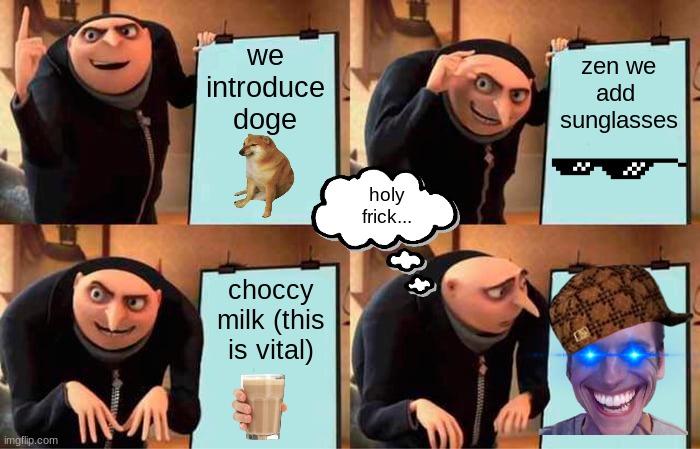 we
introduce
doge
zen we
add
sunglasses
holy
frick...
choccy
milk (this
is vital)
imgflip.com